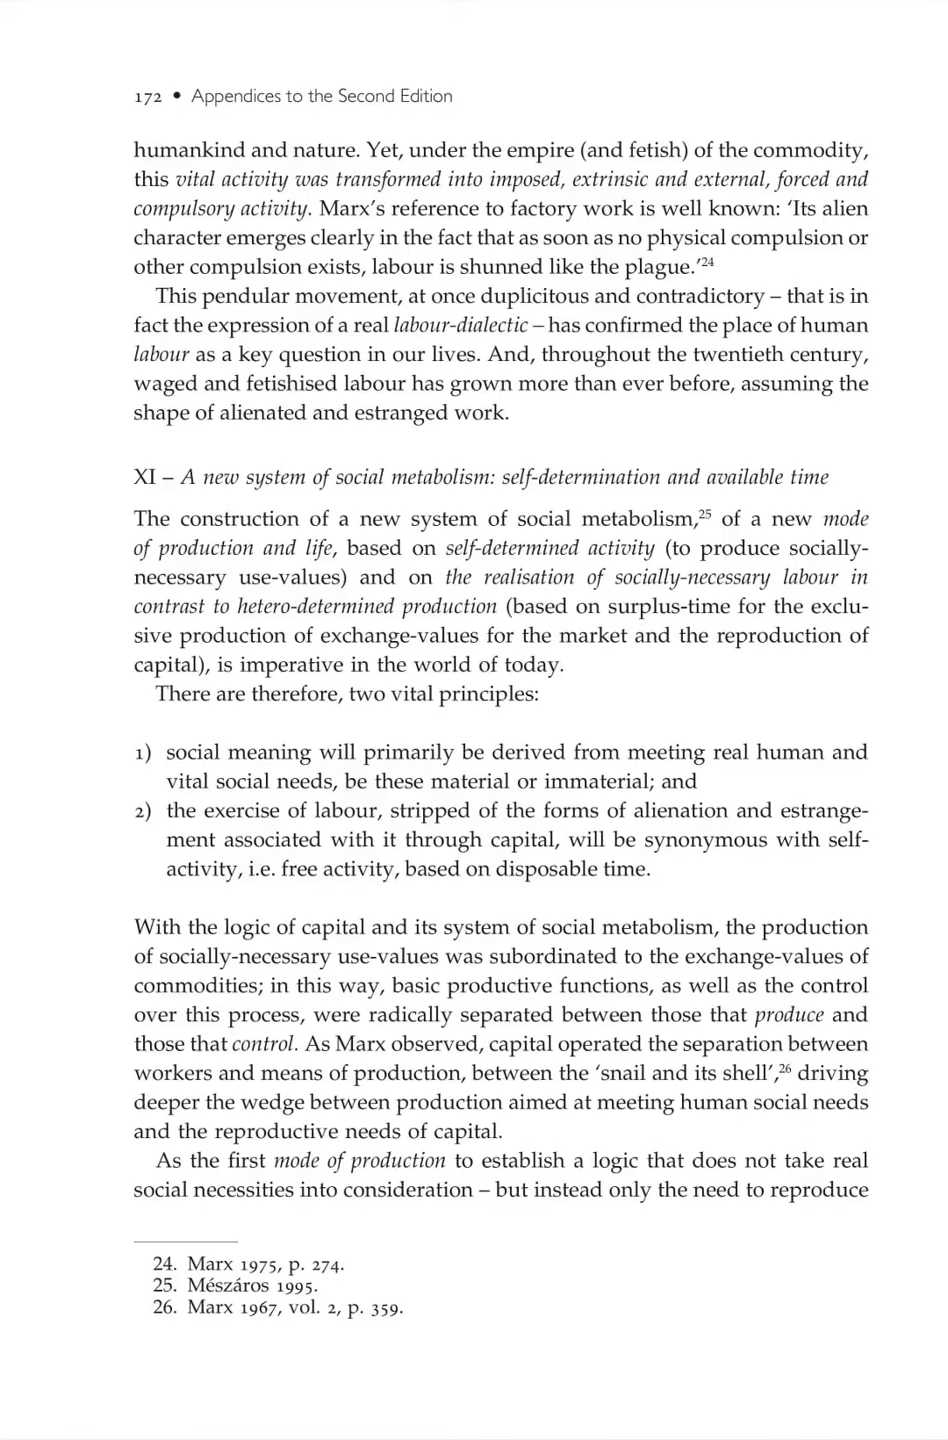 172 • Appendices to the Second Edition
humankind and nature. Yet, under the empire (and fetish) of the commodity,
this vital activity was transformed into imposed, extrinsic and external, forced and
compulsory activity. Marx’s reference to factory work is well known: ‘Its alien
character emerges clearly in the fact that as soon as no physical compulsion or
other compulsion exists, labour is shunned like the plague.’24
This pendular movement, at once duplicitous and contradictory – that is in
fact the expression of a real labour-dialectic – has confirmed the place of human
labour as a key question in our lives. And, throughout the twentieth century,
waged and fetishised labour has grown more than ever before, assuming the
shape of alienated and estranged work.
XI – A new system of social metabolism: self-determination and available time
The construction of a new system of social metabolism,25 of a new mode
of production and life, based on self-determined activity (to produce socially-
necessary use-values) and on the realisation of socially-necessary labour in
contrast to hetero-determined production (based on surplus-time for the exclu-
sive production of exchange-values for the market and the reproduction of
capital), is imperative in the world of today.
There are therefore, two vital principles:
1) social meaning will primarily be derived from meeting real human and
vital social needs, be these material or immaterial; and
2) the exercise of labour, stripped of the forms of alienation and estrange-
ment associated with it through capital, will be synonymous with self-
activity, i.e. free activity, based on disposable time.
With the logic of capital and its system of social metabolism, the production
of socially-necessary use-values was subordinated to the exchange-values of
commodities; in this way, basic productive functions, as well as the control
over this process, were radically separated between those that produce and
those that control. As Marx observed, capital operated the separation between
workers and means of production, between the ‘snail and its shell’,26 driving
deeper the wedge between production aimed at meeting human social needs
and the reproductive needs of capital.
As the first mode of production to establish a logic that does not take real
social necessities into consideration – but instead only the need to reproduce
24. Marx 1975, p. 274.
25. Mészáros 1995.
26. Marx 1967, vol. 2, p. 359.